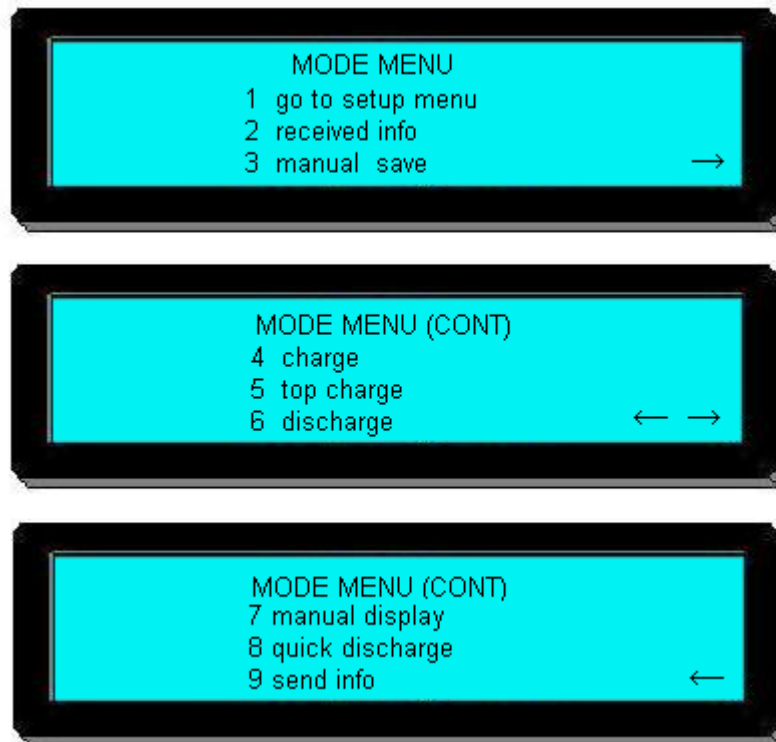 MODE MENU
1 go to setup menu
2 received info
3 manual save →
MODE MENU (CONT)
4 charge
5 top charge
6 discharge ← →
MODE MENU (CONT)
7 manual display
8 quick discharge
9 send info ←